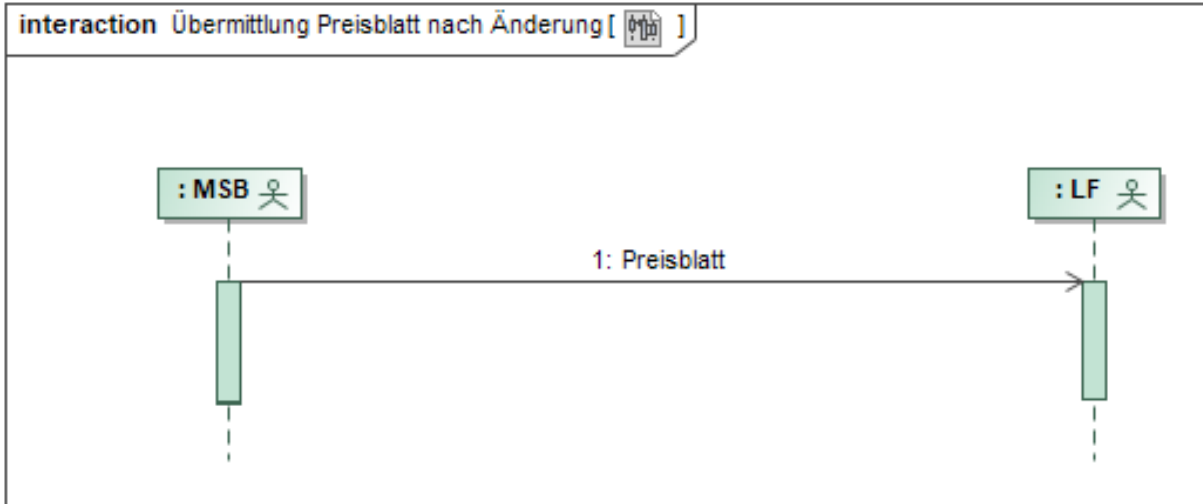 interaction Übermittlung Preisblatt nach Änderung [ ]
: MSB
: LF
1: Preisblatt